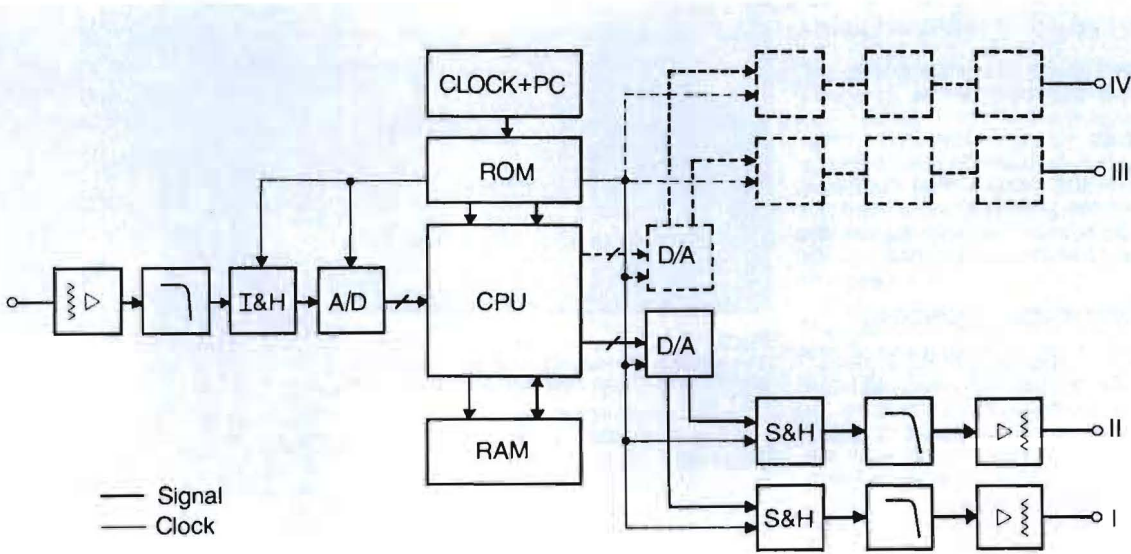 CLOCK+PC
IV
ROM
III
D/A
I&H
A/D
CPU
D/A
RAM
S&H
II
Signal
Clock
S&H
I